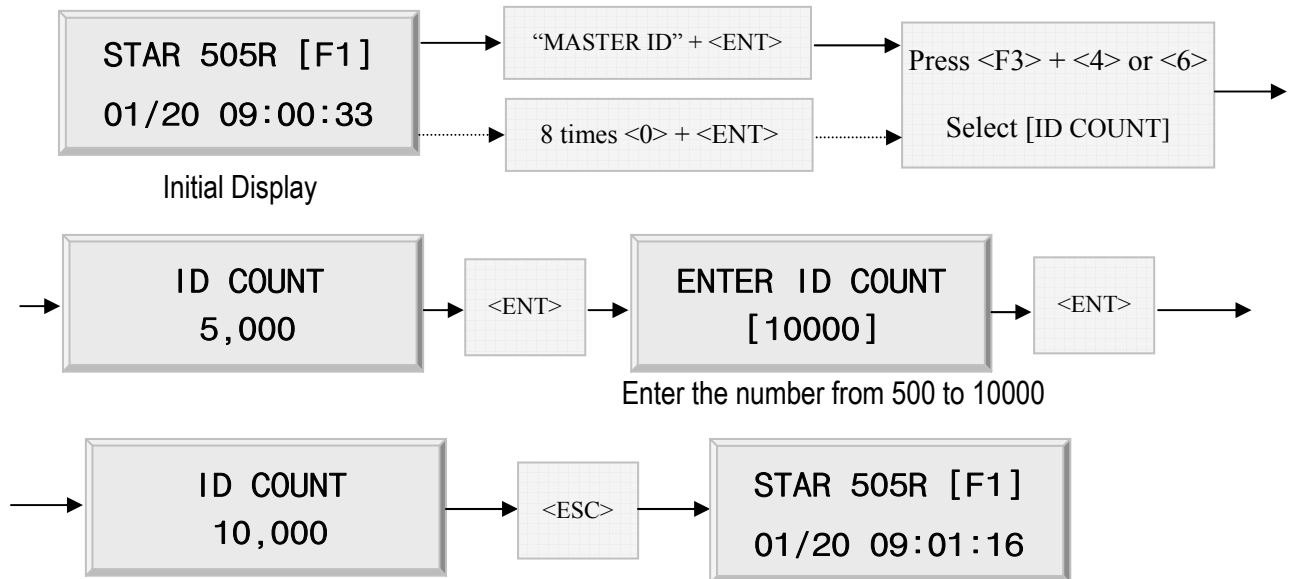 STAR 505R [F1]
01/20 09:00:33
Initial Display
“MASTER ID” + <ENT>
8 times <0> + <ENT>
Press <F3> + <4> or <6>
Select [ID COUNT]
ID COUNT
5,000
<ENT>
ENTER ID COUNT
[10000]
Enter the number from 500 to 10000
<ENT>
ID COUNT
10,000
<ESC>
STAR 505R [F1]
01/20 09:01:16